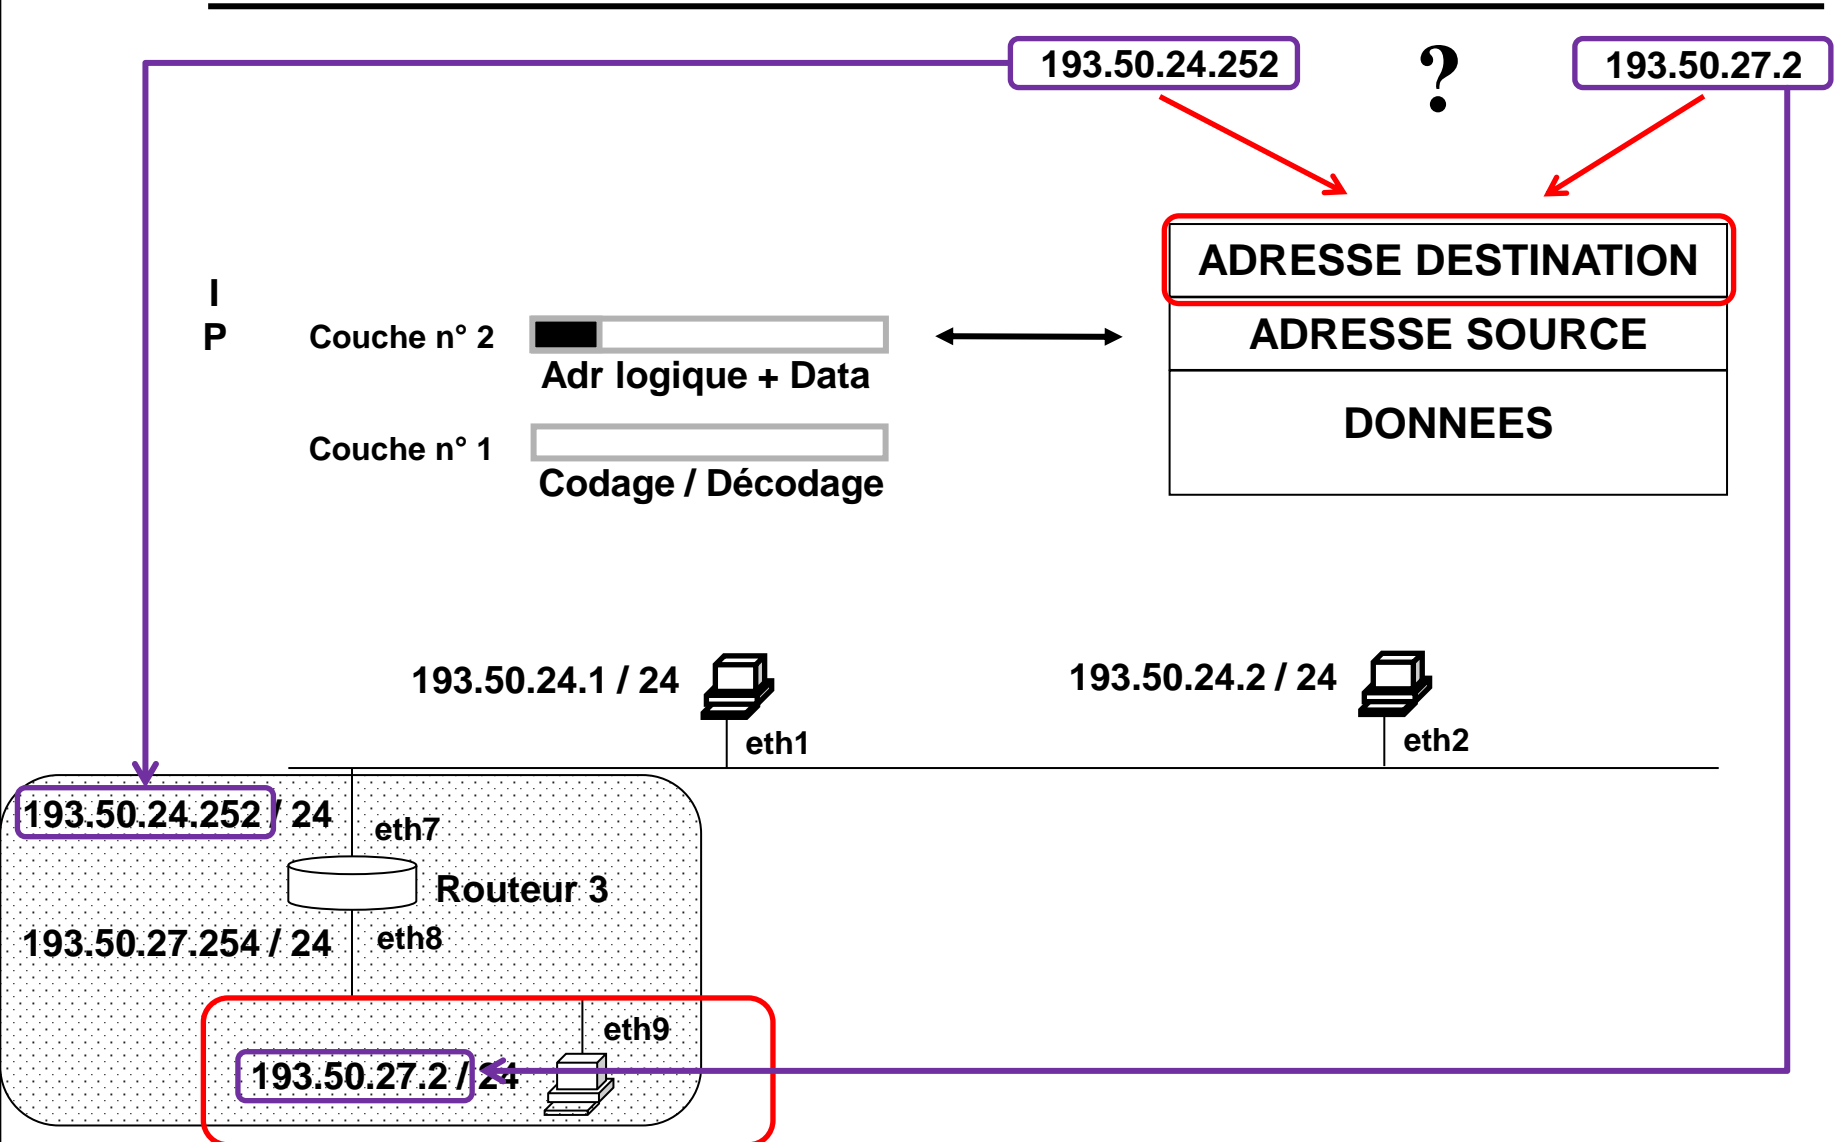 193.50.24.252 ? 193.50.27.2
ADRESSE DESTINATION
I
P
Couche n° 2
ADRESSE SOURCE
Adr logique + Data
DONNEES
Couche n° 1
Codage / Décodage
193.50.24.1 / 24
193.50.24.2 / 24
eth1
eth2
193.50.24.252 / 24
eth7
Routeur 3
193.50.27.254 / 24
eth8
eth9
193.50.27.2 / 24